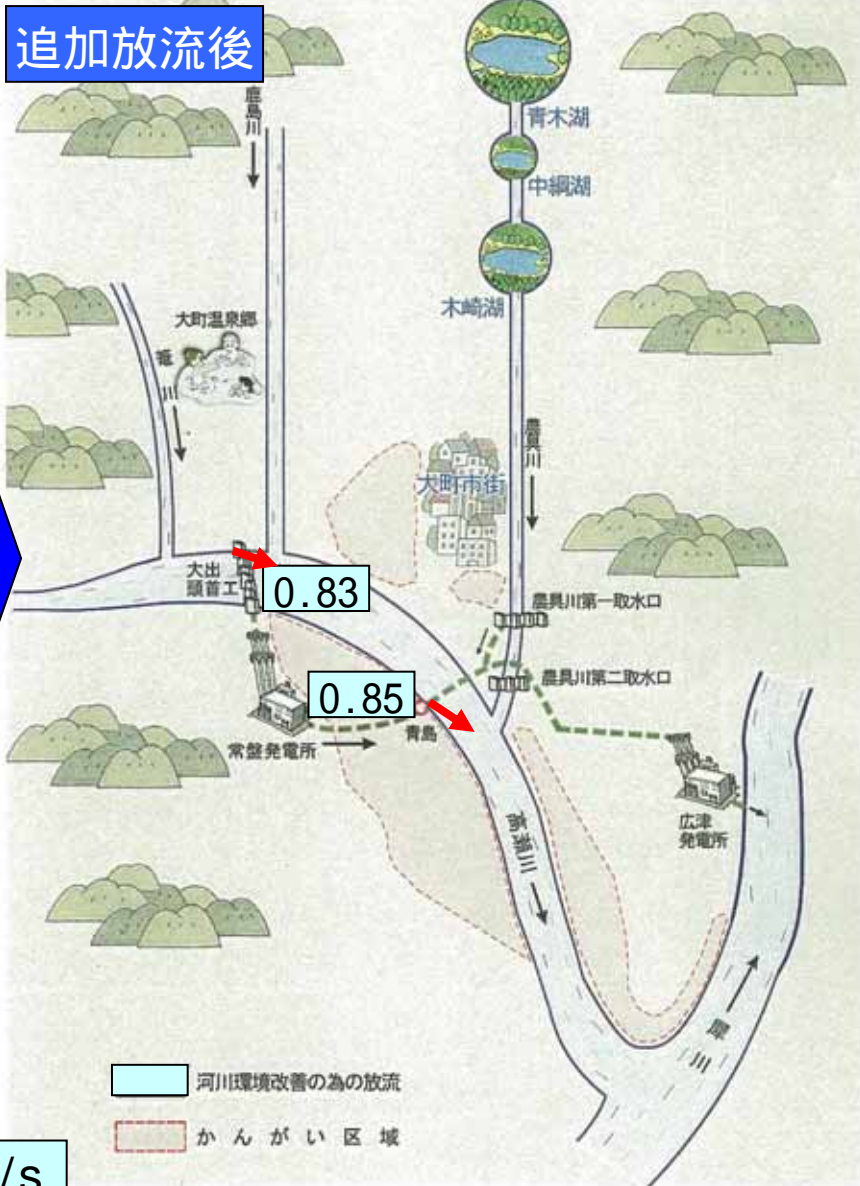 追加放流後
鹿島川
青木湖
中綱湖
木崎湖
大町温泉郷
篭川
農具川
大町市街
大出
頭首工
0.83
農具川第一取水口
農具川第二取水口
0.85
青島
常盤発電所
高瀬川
広津
発電所
犀川
河川環境改善の為の放流
かんがい区域
/s